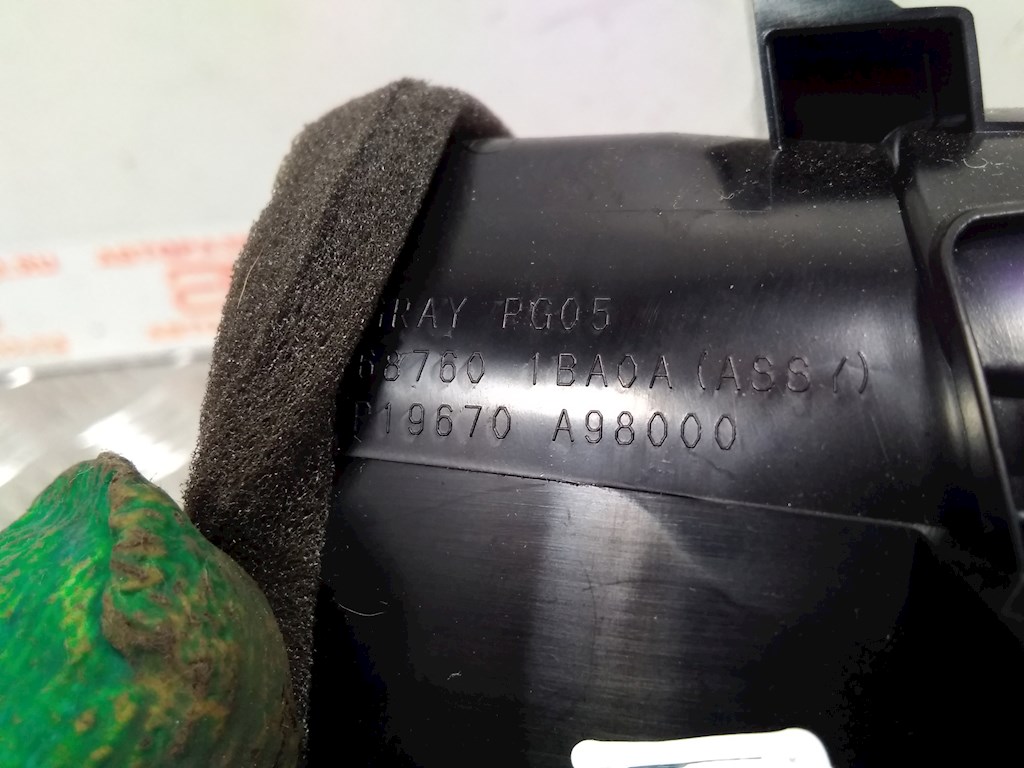 GRAY PG05
68760 1BA0A (ASSY)
P19670 A98000